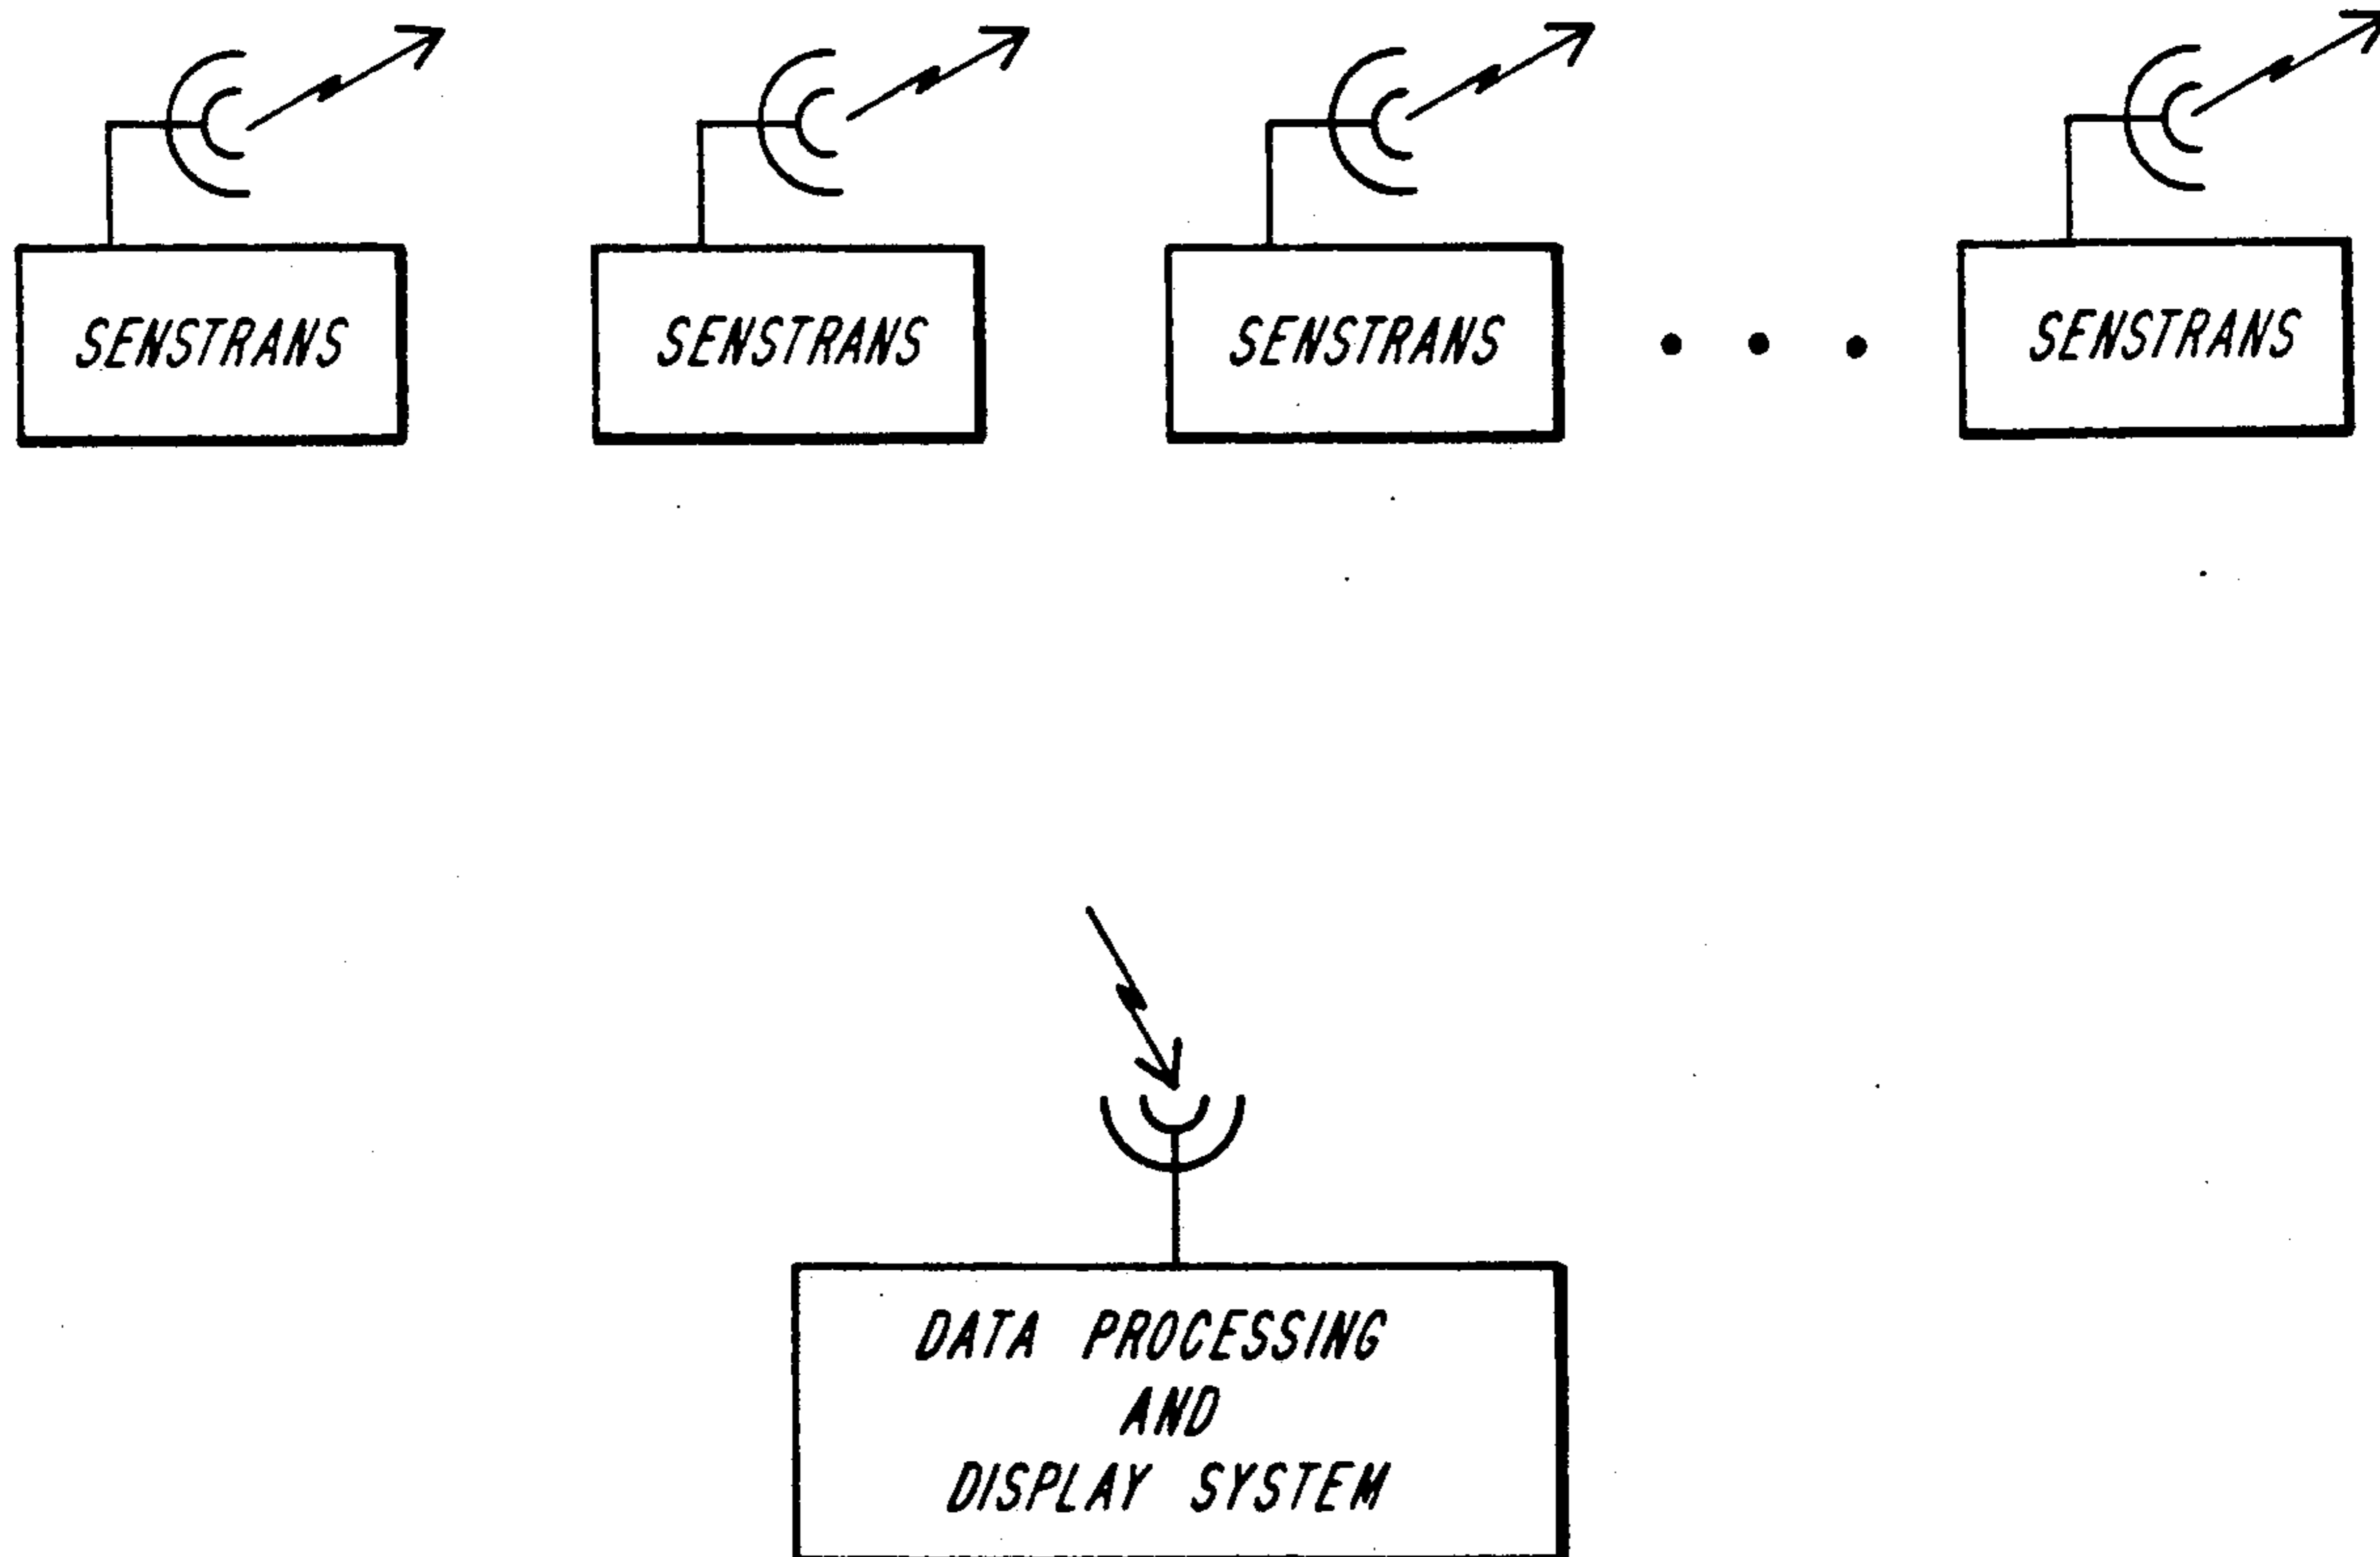 SENSTRANS
SENSTRANS
SENSTRANS
SENSTRANS
DATA PROCESSING
AND
DISPLAY SYSTEM